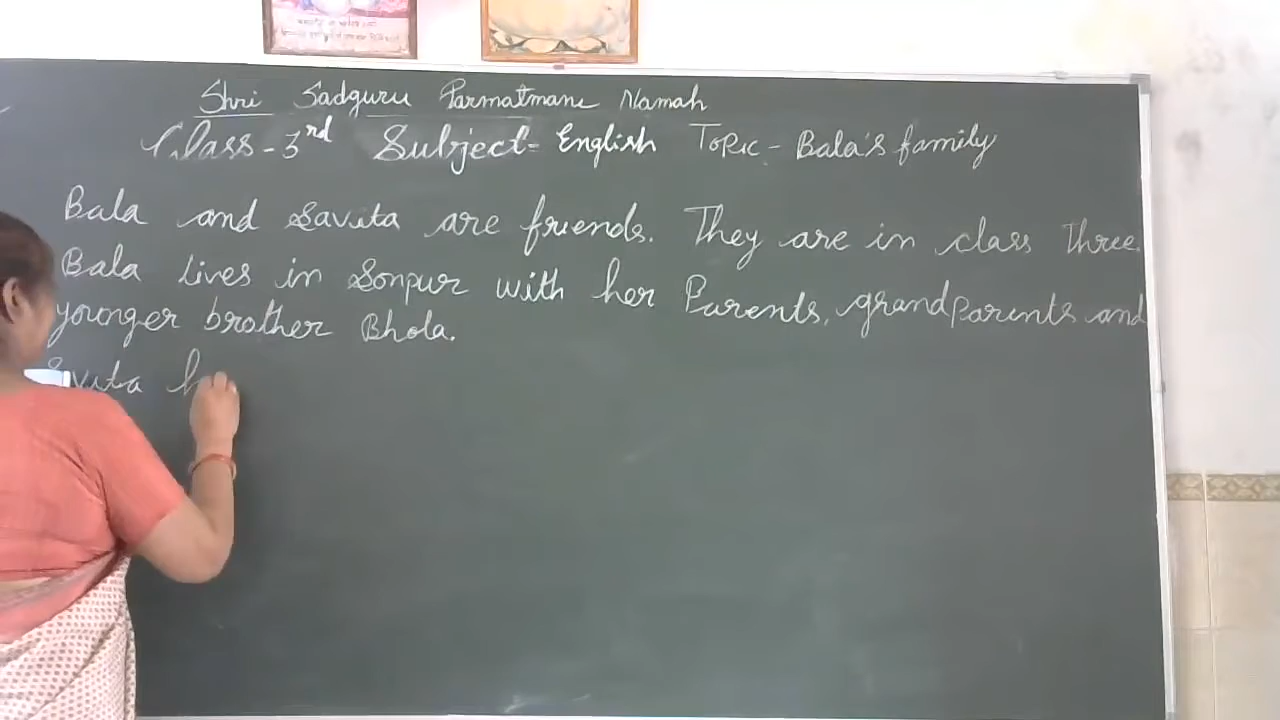 Shri Sadguru Parmatmane Namah
Class-3rd Subject- English Topic- Bala's family
Bala and Savita are friends. They are in class three.
Bala lives in Sonpur with her Parents, grandparents and
younger brother Bhola.